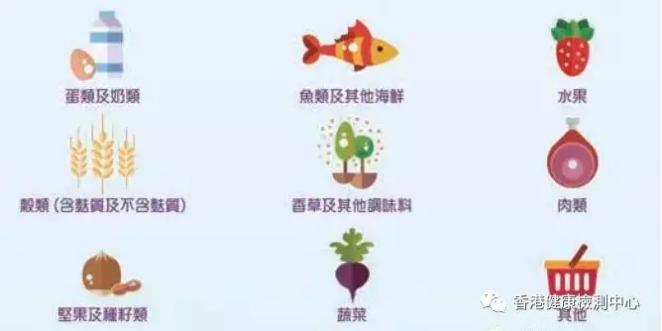 蛋類及奶類
魚類及其他海鮮
水果
穀類(含麩質及不含麩質)
香草及其他調味料
肉類
堅果及種籽類
蔬菜
其他
香港健康檢測中心